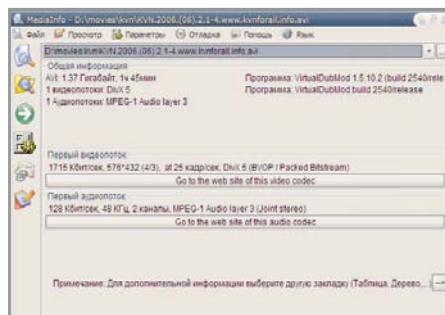 MediaInfo - D:\movies\kvn\KVN.2006.(06).2.1-4.www.kvnforall.info.avi
Файл Просмотр Параметры Отладка Помощь Язык
D:\movies\kvn\KVN.2006.(06).2.1-4.www.kvnforall.info.avi
Общая информация
AVI: 1.37 Гигабайт, 1ч 45мин Программа: VirtualDubMod 1.5.10.2 (build 2540/rele
1 видеопотоки: DivX 5 Программа: VirtualDubMod build 2540/release
1 Аудиопотоки: MPEG-1 Audio layer 3
Первый видеопоток
1715 Кбит/сек, 576*432 (4/3), at 25 кадр/сек, DivX 5 (BVOP / Packed Bitstream)
Go to the web site of this video codec
Первый аудиопоток
128 Кбит/сек, 48 КГц, 2 каналы, MPEG-1 Audio layer 3 (Joint stereo)
Go to the web site of this audio codec
Примечание: Для дополнительной информации выберите другую закладку (Таблица, Дерево,...)